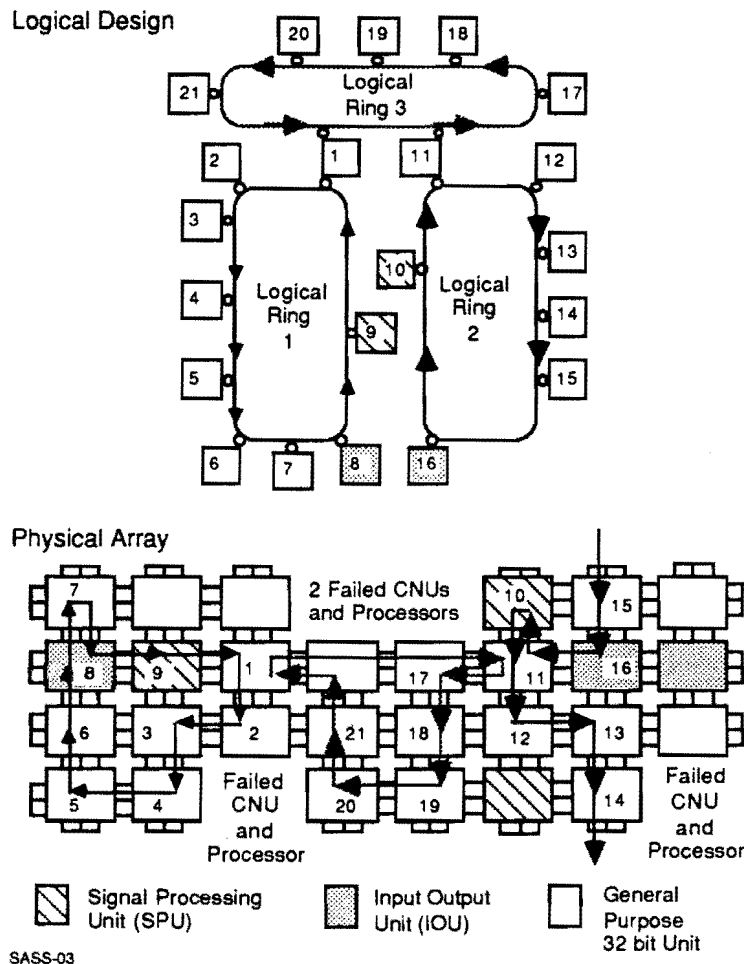 Logical Design
20
19
18
21
Logical
Ring 3
17
1
11
2
12
3
10
13
4
Logical
Ring
1
9
Logical
Ring
2
14
5
15
6
7
8
16
Physical Array
7
2 Failed CNUs
and Processors
10
15
8
9
1
17
11
16
6
3
2
21
18
12
13
5
4
Failed
CNU
and
Processor
20
19
14
Failed
CNU
and
Processor
Signal Processing
Unit (SPU)
Input Output
Unit (IOU)
General
Purpose
32 bit Unit
SASS-03